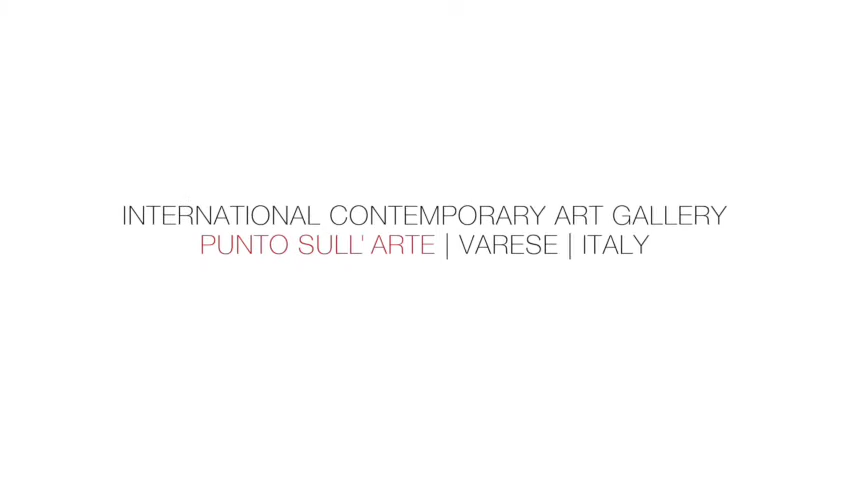 INTERNATIONAL CONTEMPORARY ART GALLERY
PUNTO SULL' ARTE | VARESE | ITALY